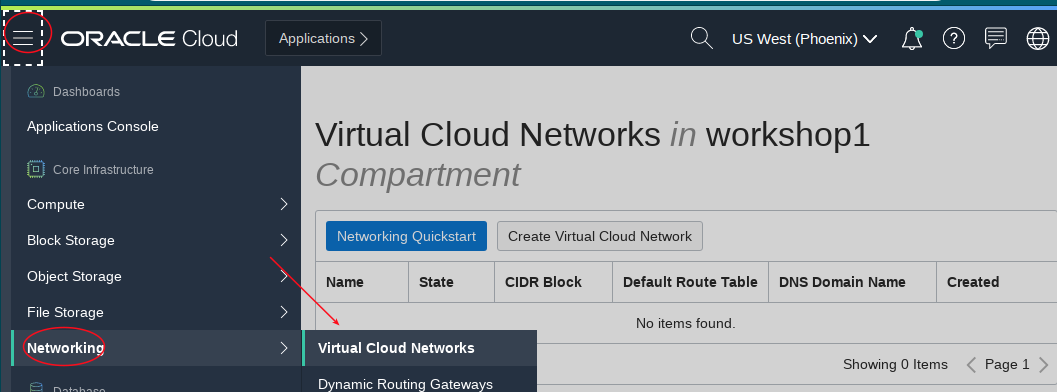 ORACLE Cloud
Applications
US West (Phoenix)
Dashboards
Applications Console
Core Infrastructure
Compute
Block Storage
Object Storage
File Storage
Networking
Database
Virtual Cloud Networks
Dynamic Routing Gateways
Virtual Cloud Networks in workshop1
Compartment
Networking Quickstart
Create Virtual Cloud Network
Name State CIDR Block Default Route Table DNS Domain Name Created
No items found.
Showing 0 Items Page 1